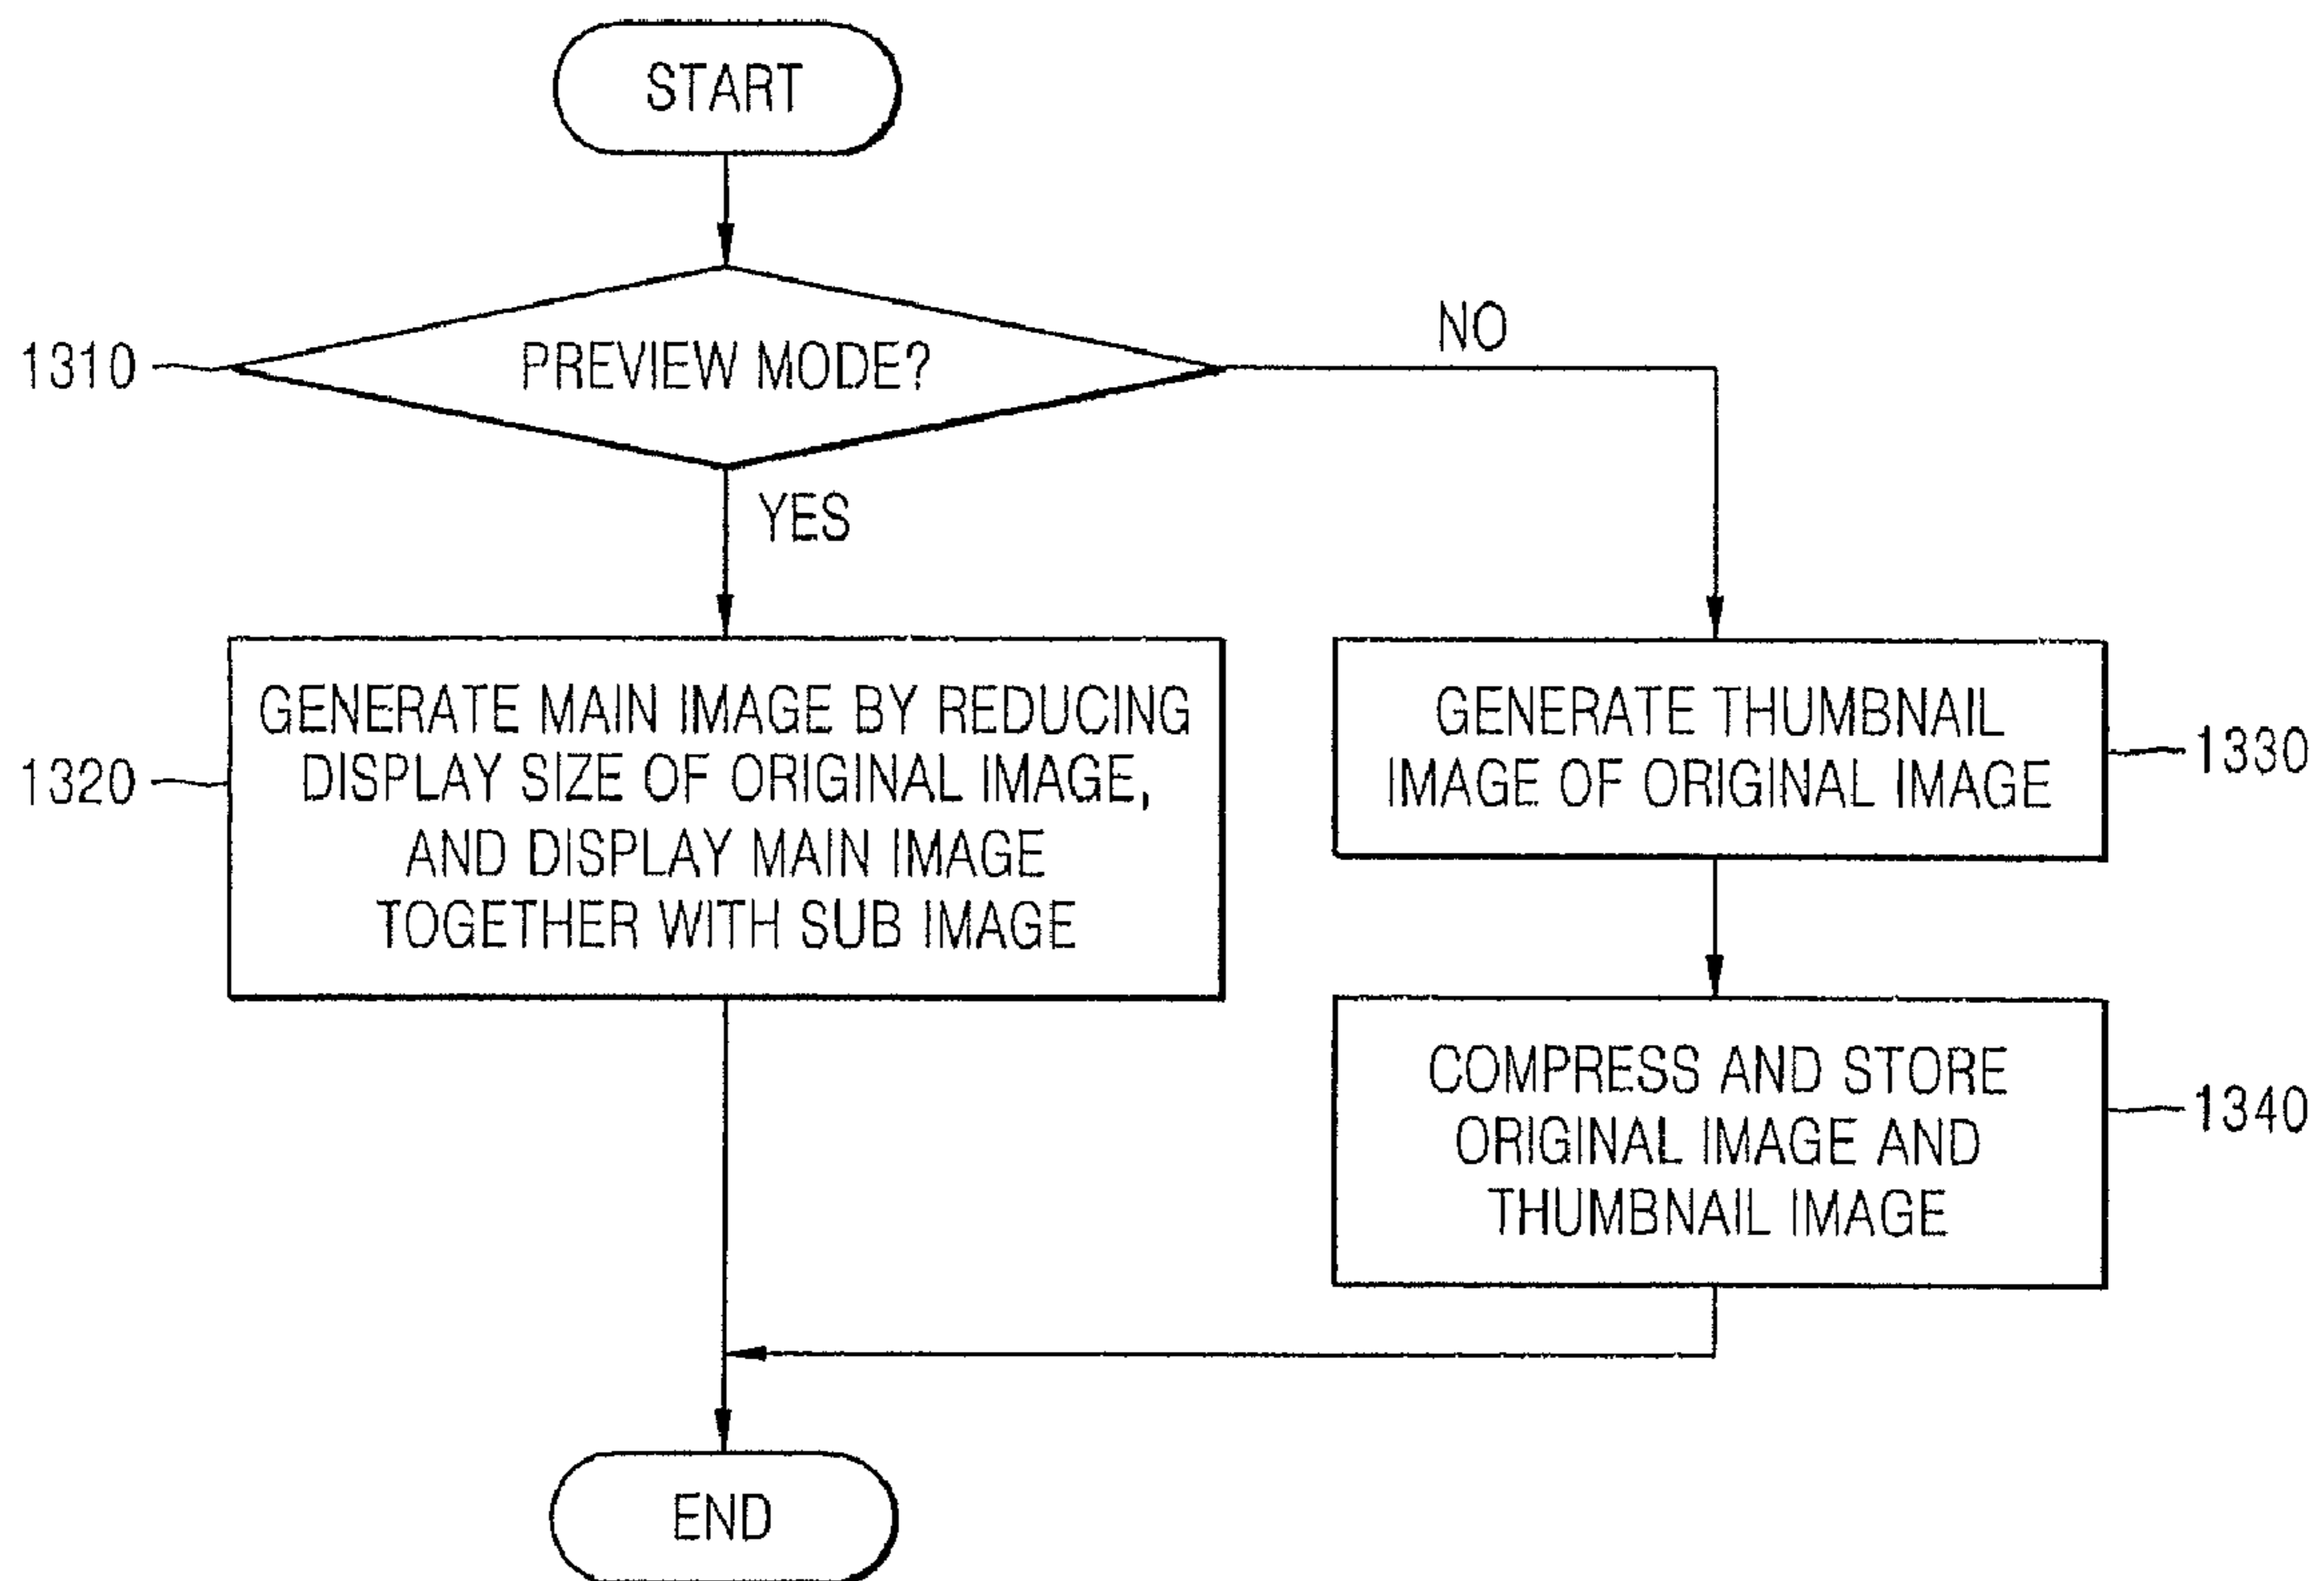 START
1310
PREVIEW MODE?
NO
YES
1320
GENERATE MAIN IMAGE BY REDUCING
DISPLAY SIZE OF ORIGINAL IMAGE,
AND DISPLAY MAIN IMAGE
TOGETHER WITH SUB IMAGE
GENERATE THUMBNAIL
IMAGE OF ORIGINAL IMAGE
1330
COMPRESS AND STORE
ORIGINAL IMAGE AND
THUMBNAIL IMAGE
1340
END